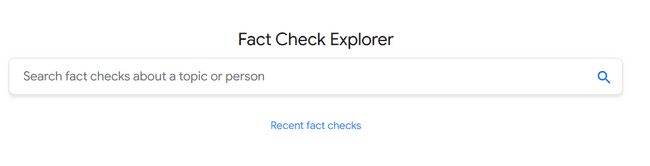 Fact Check Explorer
Search fact checks about a topic or person
Recent fact checks